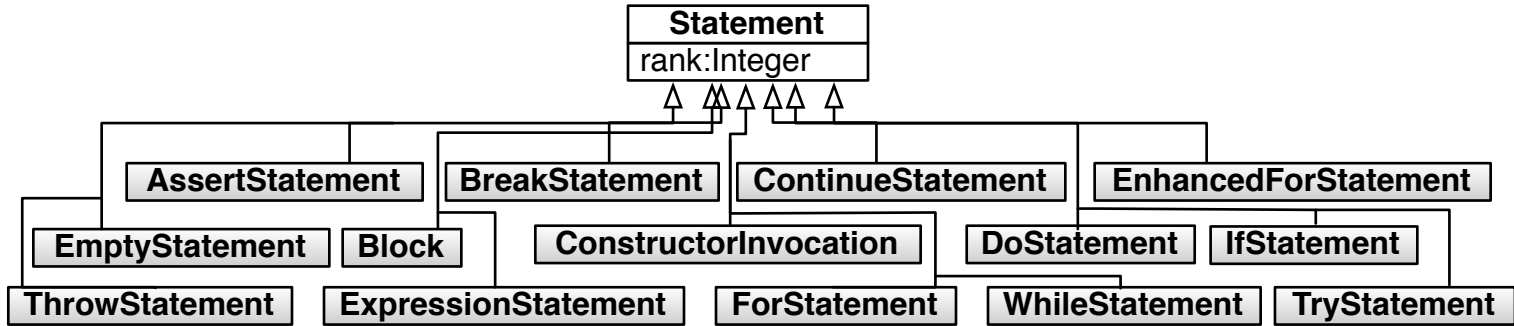 Statement
rank:Integer
AssertStatement
BreakStatement
ContinueStatement
EnhancedForStatement
EmptyStatement
Block
ConstructorInvocation
DoStatement
IfStatement
ThrowStatement
ExpressionStatement
ForStatement
WhileStatement
TryStatement